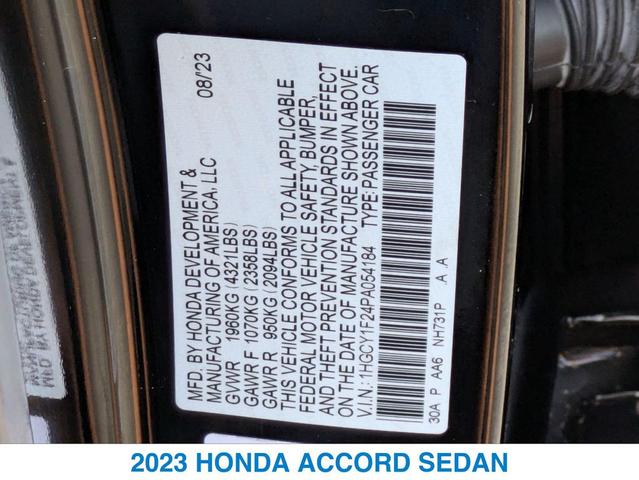 MFD. BY HONDA DEVELOPMENT & 08/'23
MANUFACTURING OF AMERICA, LLC
GVWR 1960KG (4321LBS)
GAWR F 1070KG (2358LBS)
GAWR R 950KG (2094LBS)
THIS VEHICLE CONFORMS TO ALL APPLICABLE
FEDERAL MOTOR VEHICLE SAFETY, BUMPER,
AND THEFT PREVENTION STANDARDS IN EFFECT
ON THE DATE OF MANUFACTURE SHOWN ABOVE.
V.I.N.: 1HGCY1F24PA054184 TYPE: PASSENGER CAR
30A P AA6 NH731P .A .A
2023 HONDA ACCORD SEDAN